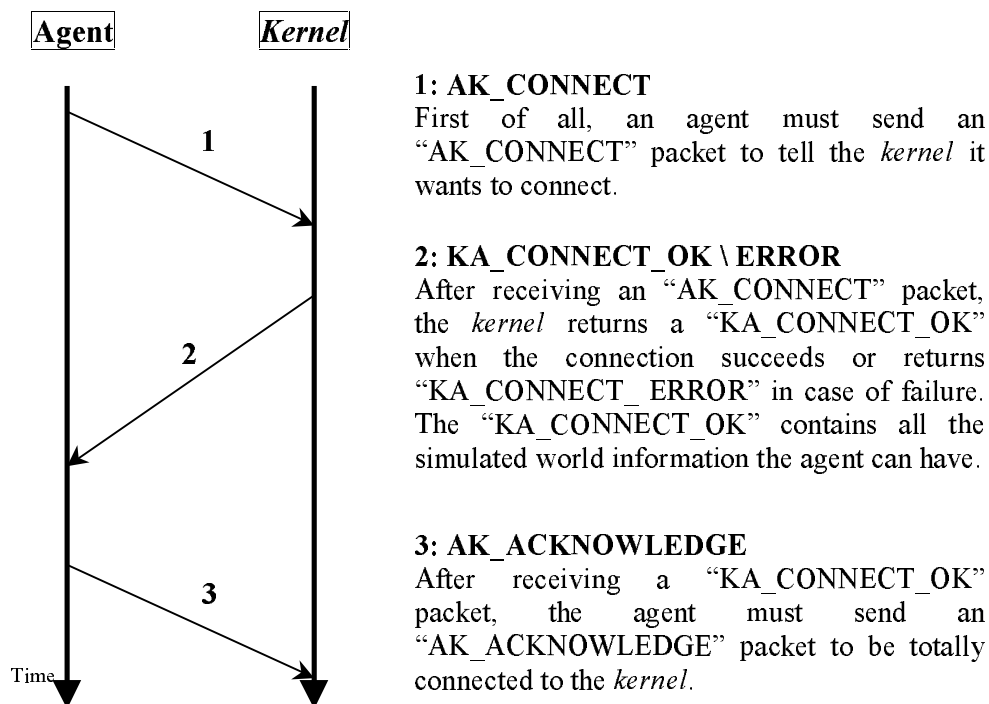 Agent
Kernel
1: AK_CONNECT
First of all, an agent must send an
“AK_CONNECT” packet to tell the kernel it
wants to connect.
1
2: KA_CONNECT_OK \ ERROR
After receiving an “AK_CONNECT” packet,
the kernel returns a “KA_CONNECT_OK”
when the connection succeeds or returns
“KA_CONNECT_ ERROR” in case of failure.
The “KA_CONNECT_OK” contains all the
simulated world information the agent can have.
2
3: AK_ACKNOWLEDGE
After receiving a “KA_CONNECT_OK”
packet, the agent must send an
“AK_ACKNOWLEDGE” packet to be totally
connected to the kernel.
3
Time